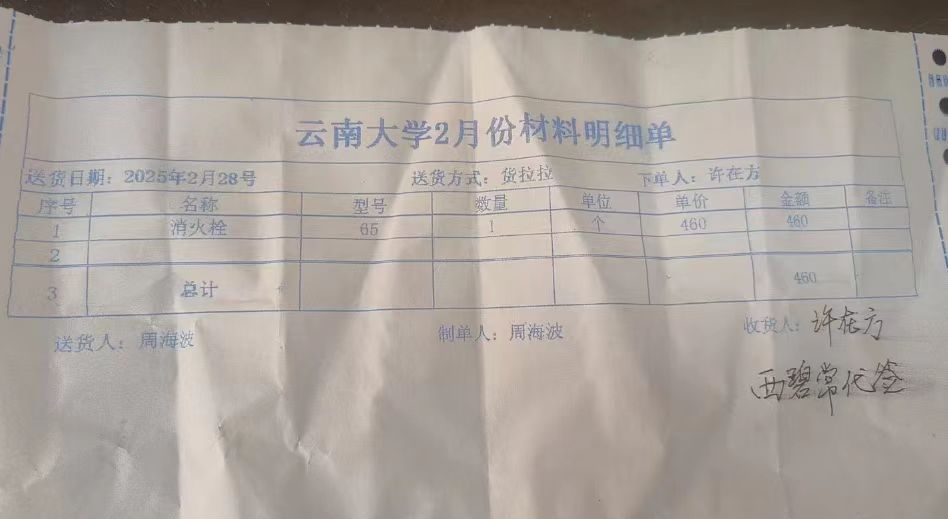 云南大学2月份材料明细单
送货日期：2025年2月28号 送货方式：货拉拉 下单人：许在方
序号 名称 型号 数量 单位 单价 金额 备注
1 消火栓 65 1 个 460 460
2
3 总计 460
送货人：周海波 制单人：周海波 收货人：许在方
西碧常代签